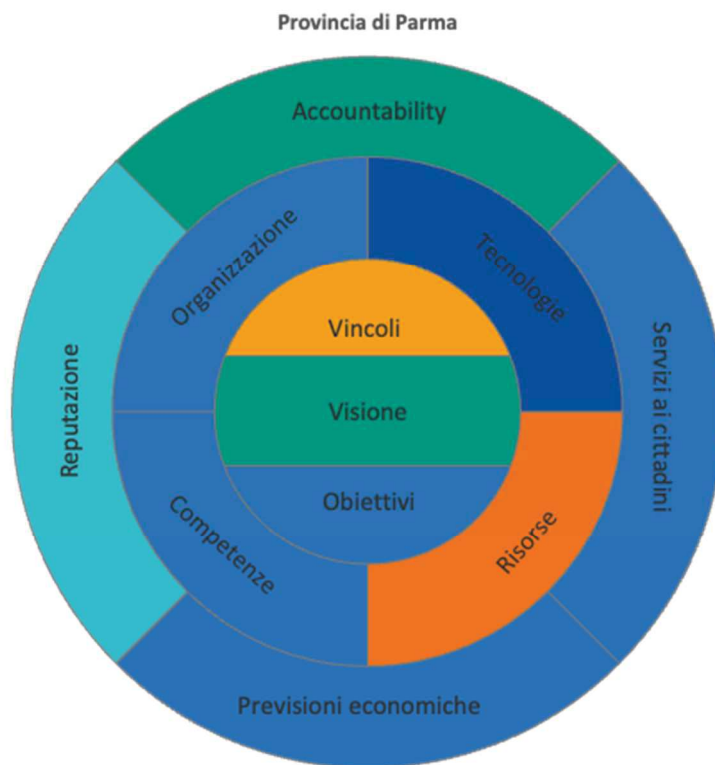 Provincia di Parma
Accountability
Organizzazione
Tecnologie
Vincoli
Visione
Obiettivi
Reputazione
Servizi ai cittadini
Competenze
Risorse
Previsioni economiche